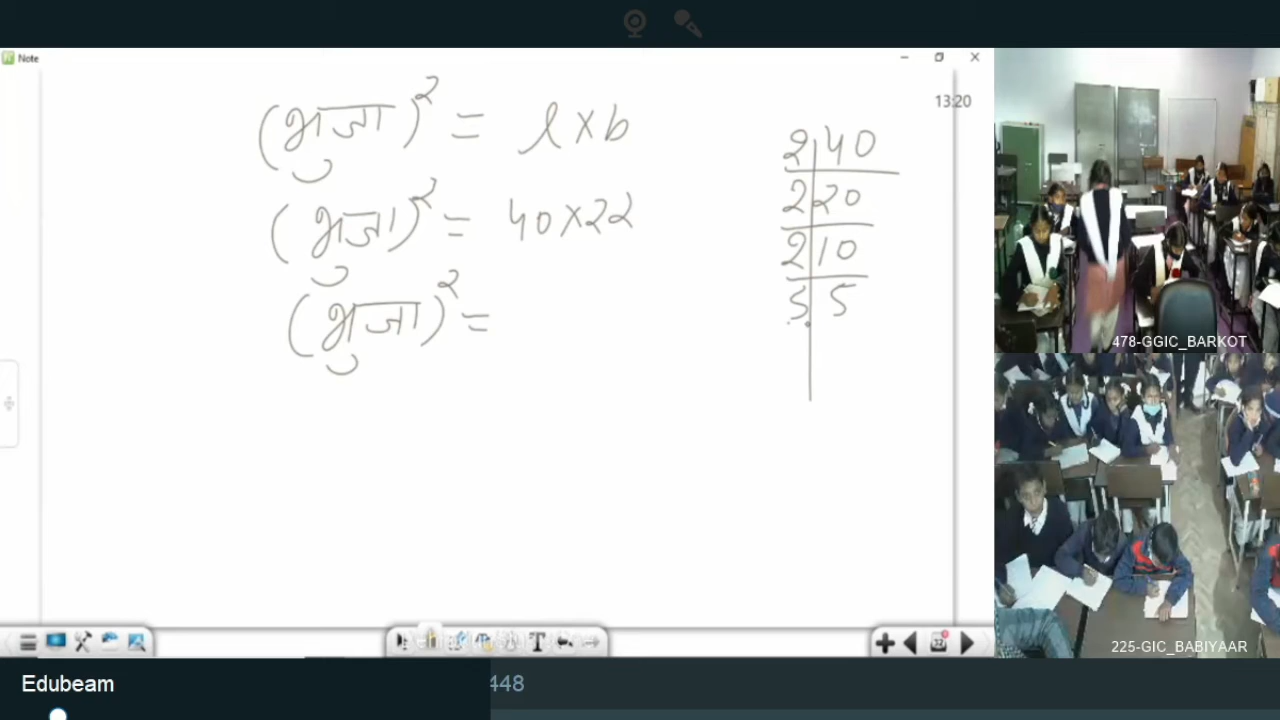 Note
13:20
(भुजा)² = l × b
(भुजा)² = 40 × 22
(भुजा)² =
2 | 40
2 | 20
2 | 10
5 | 5
478-GGIC_BARKOT
225-GIC_BABIYAAR
Edubeam
448